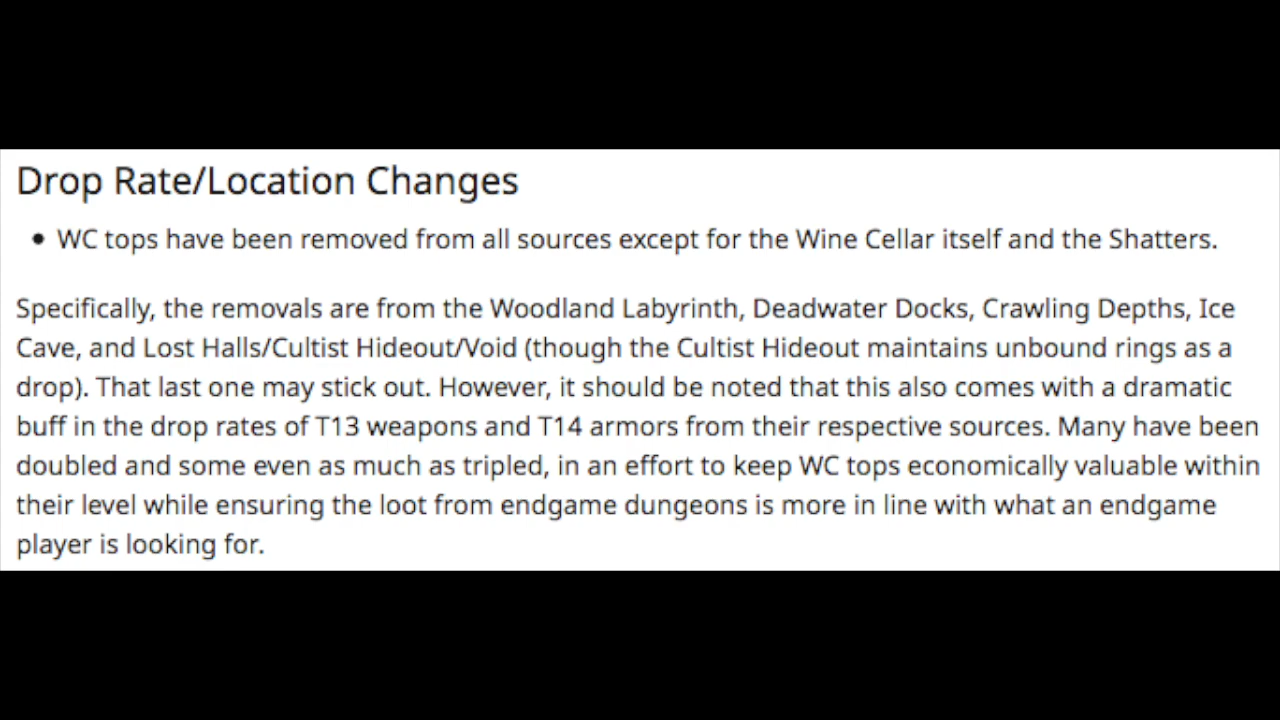 Drop Rate/Location Changes
• WC tops have been removed from all sources except for the Wine Cellar itself and the Shatters.
Specifically, the removals are from the Woodland Labyrinth, Deadwater Docks, Crawling Depths, Ice
Cave, and Lost Halls/Cultist Hideout/Void (though the Cultist Hideout maintains unbound rings as a
drop). That last one may stick out. However, it should be noted that this also comes with a dramatic
buff in the drop rates of T13 weapons and T14 armors from their respective sources. Many have been
doubled and some even as much as tripled, in an effort to keep WC tops economically valuable within
their level while ensuring the loot from endgame dungeons is more in line with what an endgame
player is looking for.